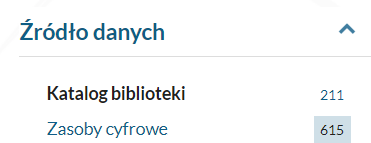 Źródło danych
Katalog biblioteki 211
Zasoby cyfrowe 615